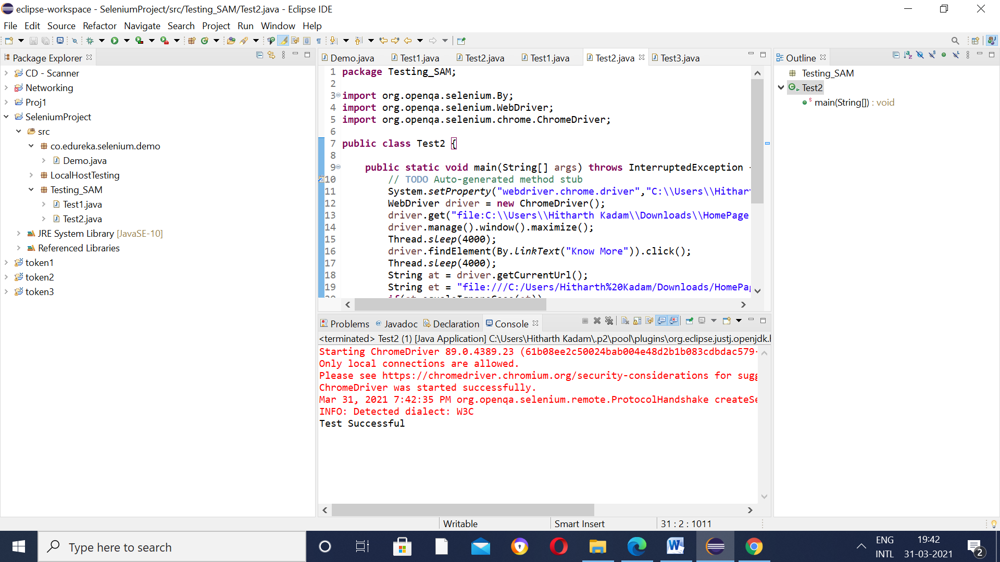 eclipse-workspace - SeleniumProject/src/Testing_SAM/Test2.java - Eclipse IDE
File Edit Source Refactor Navigate Search Project Run Window Help
Package Explorer
CD - Scanner
Networking
Proj1
SeleniumProject
src
co.edureka.selenium.demo
Demo.java
LocalHostTesting
Testing_SAM
Test1.java
Test2.java
JRE System Library [JavaSE-10]
Referenced Libraries
token1
token2
token3
Demo.java Test1.java Test2.java Test1.java Test2.java Test3.java
1 package Testing_SAM;
2
3 import org.openqa.selenium.By;
4 import org.openqa.selenium.WebDriver;
5 import org.openqa.selenium.chrome.ChromeDriver;
6
7 public class Test2 {
8
9 public static void main(String[] args) throws InterruptedException
10 // TODO Auto-generated method stub
11 System.setProperty("webdriver.chrome.driver","C:\\Users\\Hithar
12 WebDriver driver = new ChromeDriver();
13 driver.get("file:C:\\Users\\Hitharth Kadam\\Downloads\\HomePage
14 driver.manage().window().maximize();
15 Thread.sleep(4000);
16 driver.findElement(By.linkText("Know More")).click();
17 Thread.sleep(4000);
18 String at = driver.getCurrentUrl();
19 String et = "file:///C:/Users/Hitharth%20Kadam/Downloads/HomePag
Problems Javadoc Declaration Console
<terminated> Test2 (1) [Java Application] C:\Users\Hitharth Kadam\.p2\pool\plugins\org.eclipse.justj.openjdk.l
Starting ChromeDriver 89.0.4389.23 (61b08ee2c50024bab004e48d2b1b083cdbdac579-
Only local connections are allowed.
Please see https://chromedriver.chromium.org/security-considerations for sugg
ChromeDriver was started successfully.
Mar 31, 2021 7:42:35 PM org.openqa.selenium.remote.ProtocolHandshake createSe
INFO: Detected dialect: W3C
Test Successful
Outline
Testing_SAM
Test2
main(String[]) : void
Writable Smart Insert 31 : 2 : 1011
Type here to search
ENG
INTL
19:42
31-03-2021
2